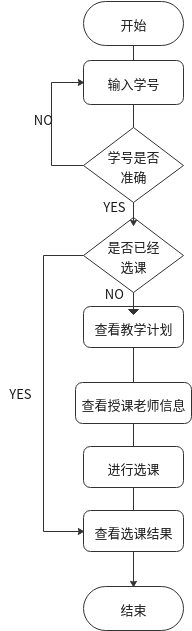 开始
输入学号
NO
学号是否
准确
YES
是否已经
选课
NO
查看教学计划
查看授课老师信息
YES
进行选课
查看选课结果
结束